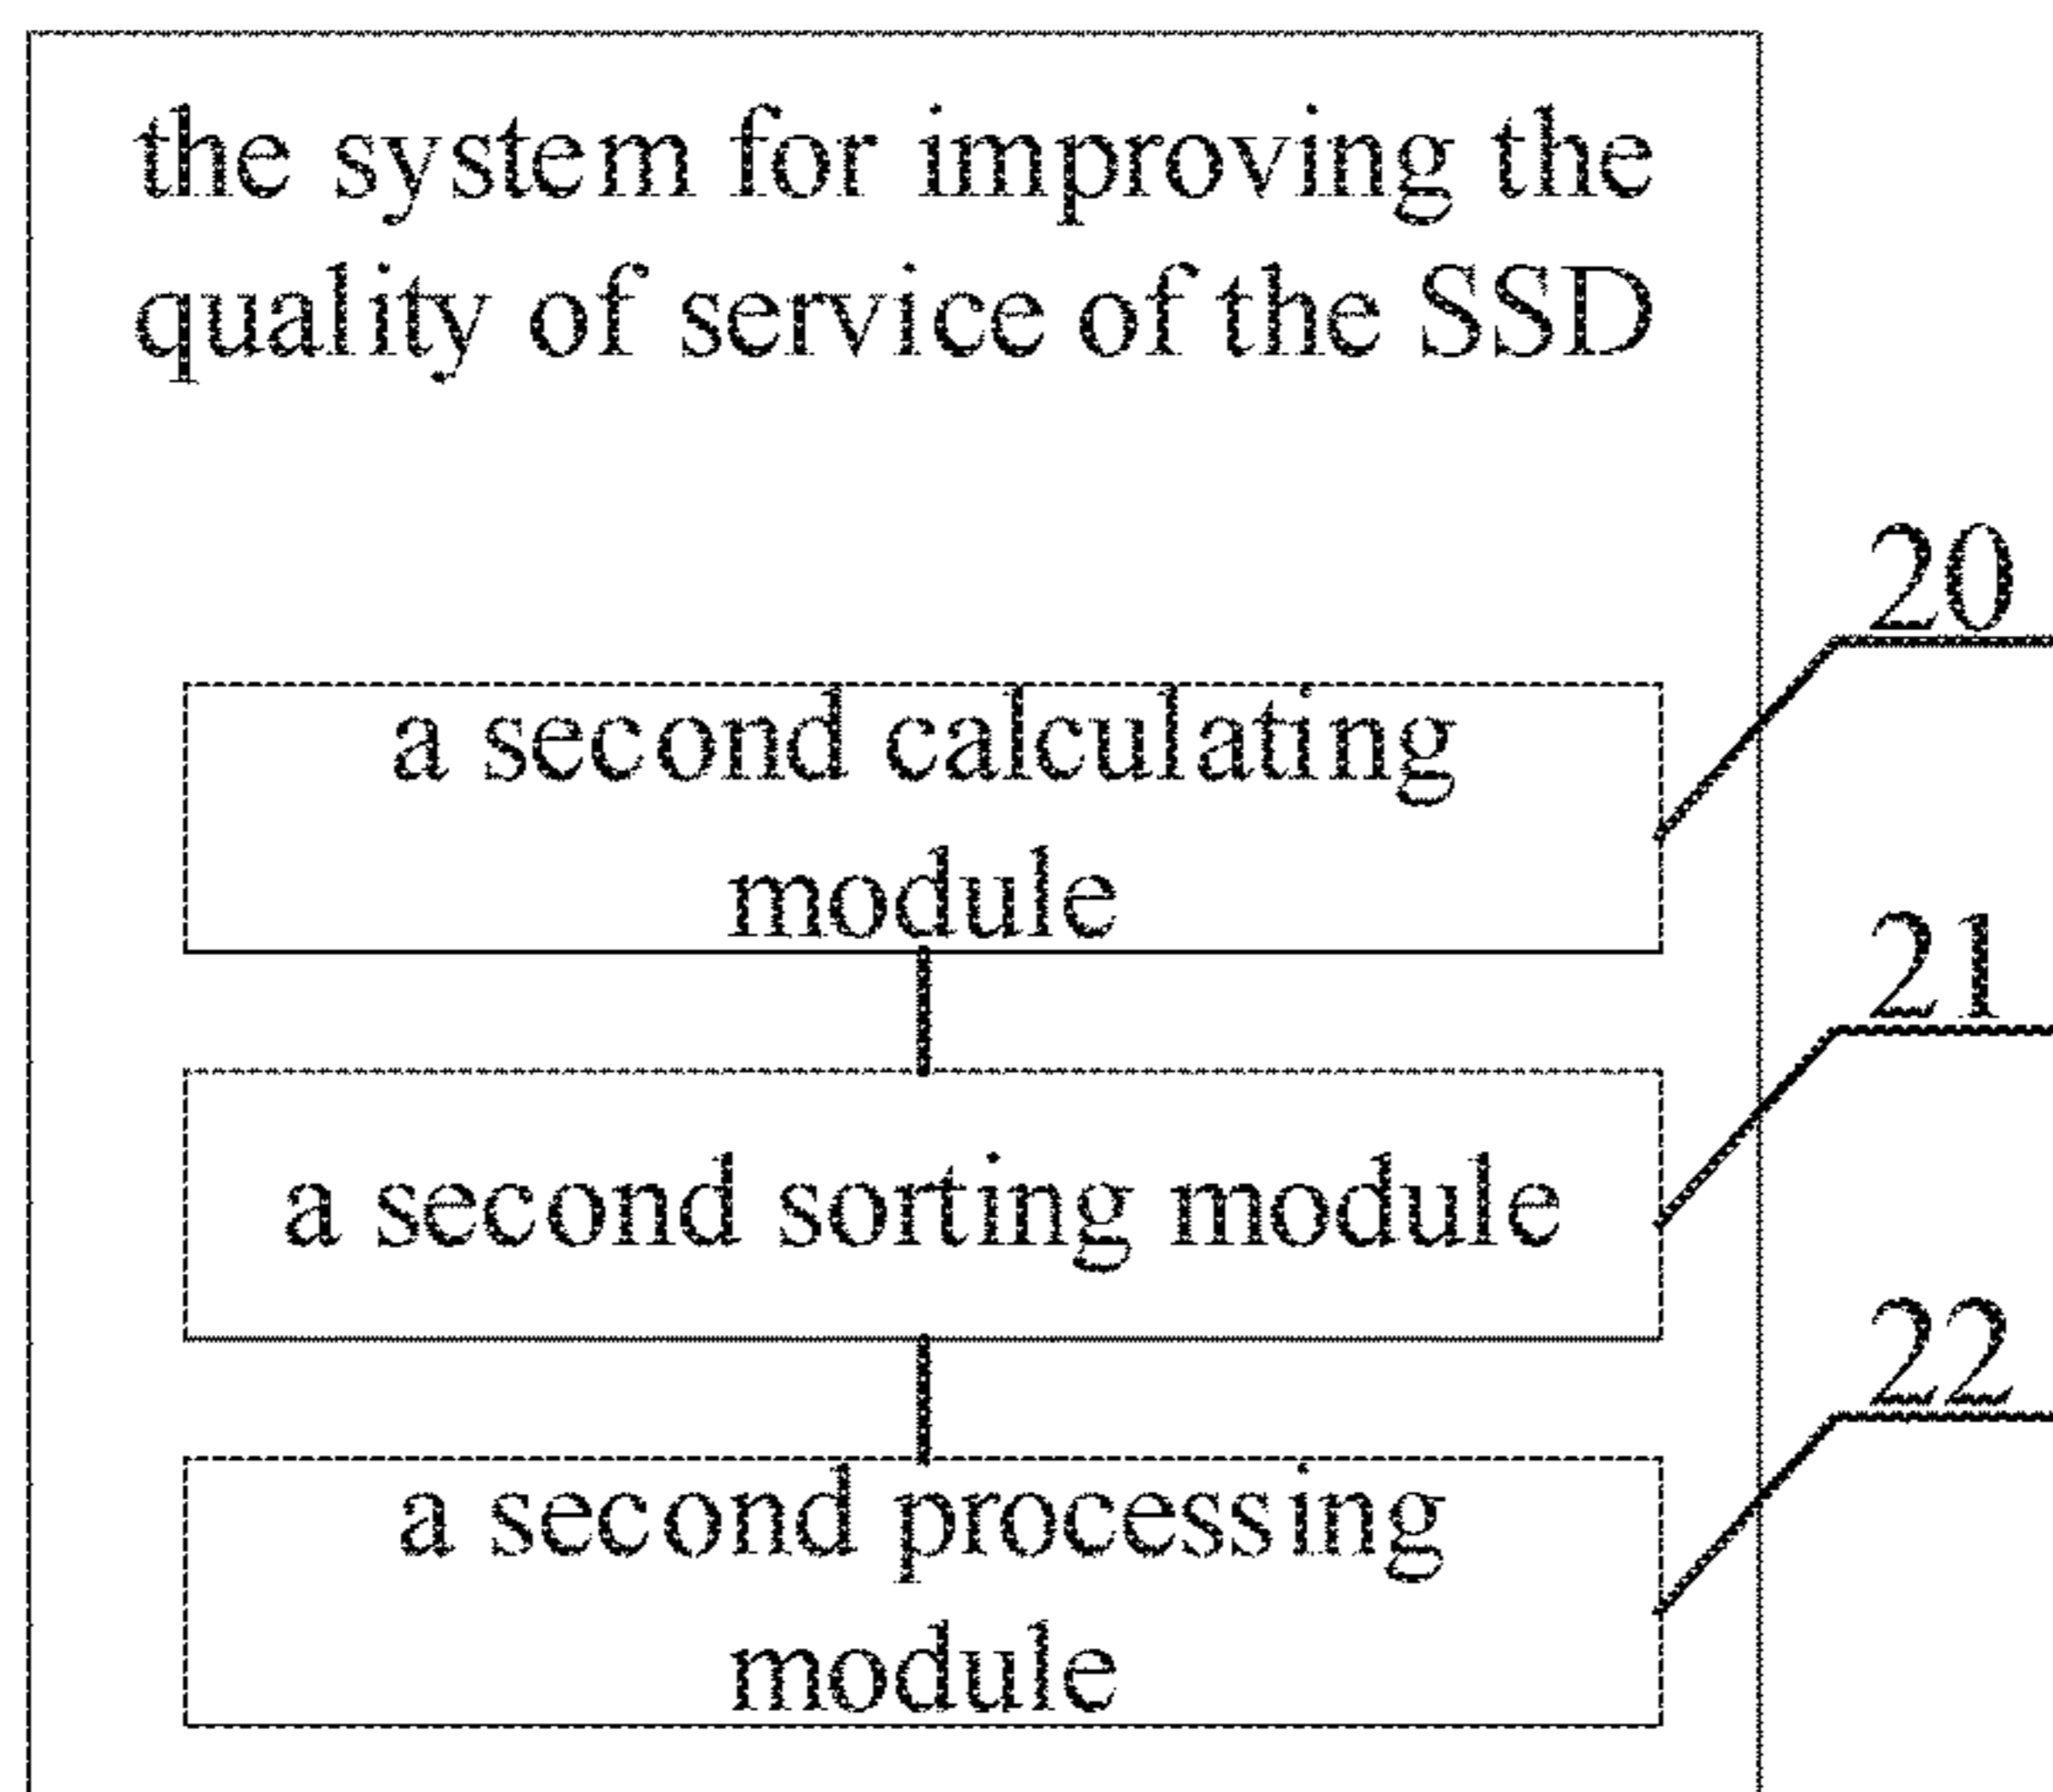 the system for improving the
quality of service of the SSD
20
a second calculating
module
21
a second sorting module
22
a second processing
module